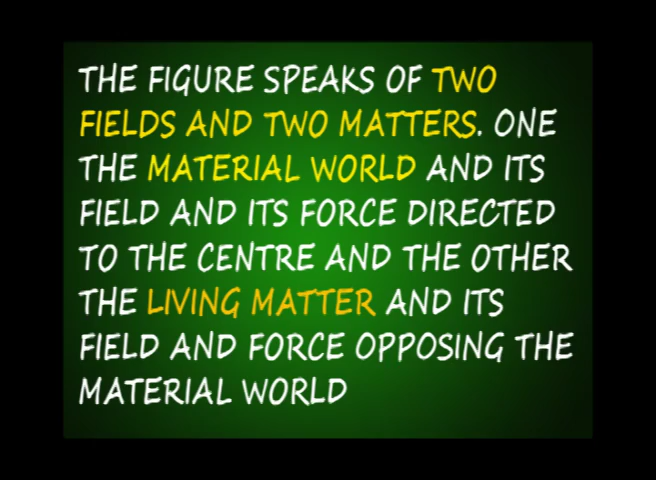 THE FIGURE SPEAKS OF TWO
FIELDS AND TWO MATTERS. ONE
THE MATERIAL WORLD AND ITS
FIELD AND ITS FORCE DIRECTED
TO THE CENTRE AND THE OTHER
THE LIVING MATTER AND ITS
FIELD AND FORCE OPPOSING THE
MATERIAL WORLD